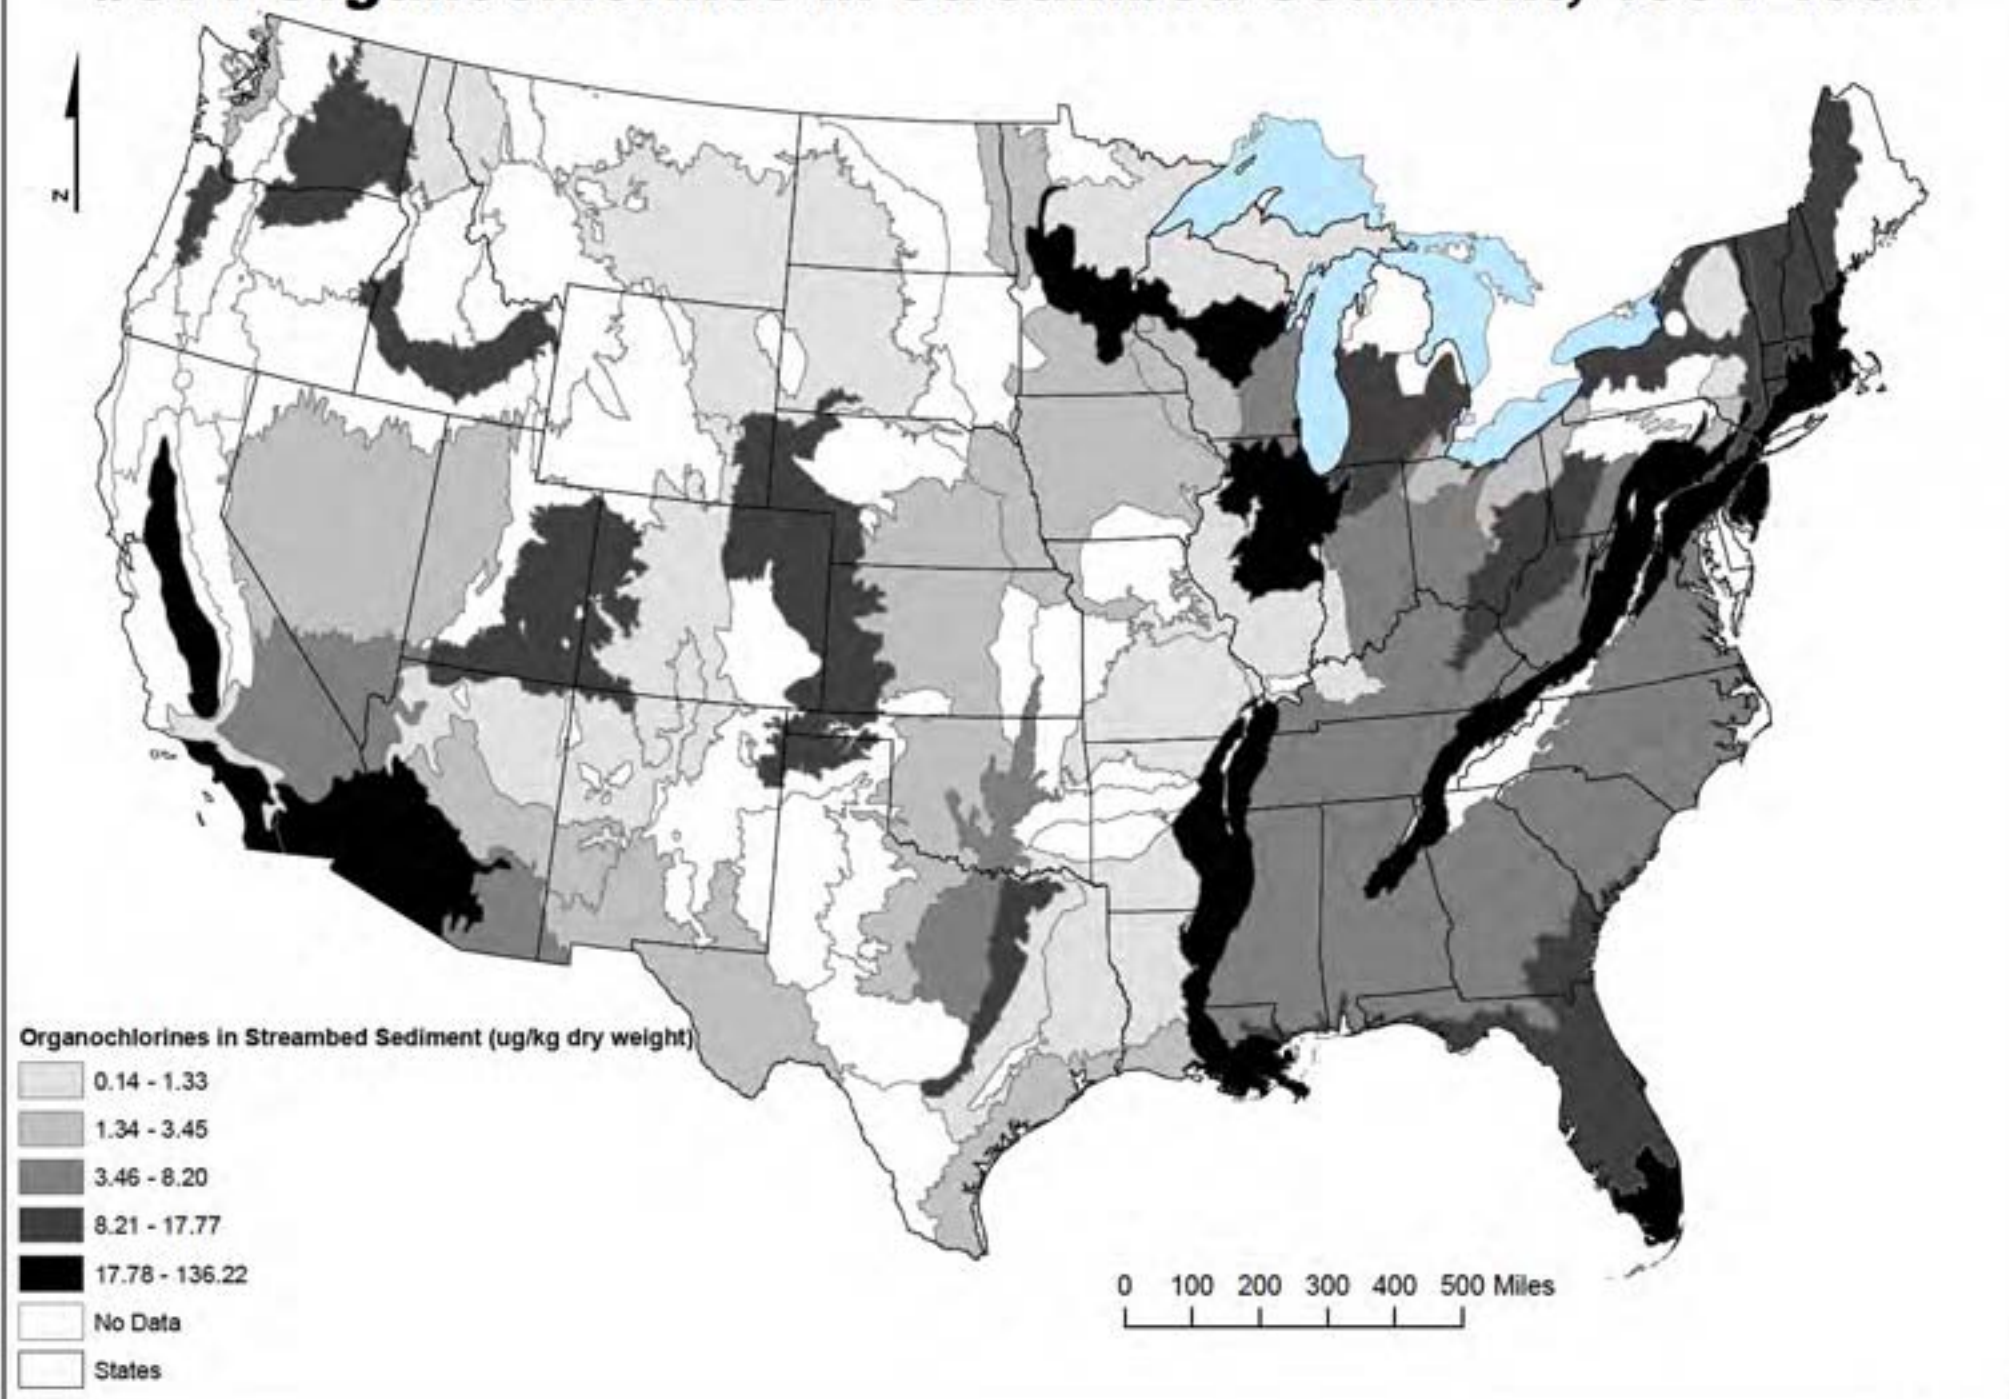 N
Organochlorines in Streambed Sediment (ug/kg dry weight)
0.14 - 1.33
1.34 - 3.45
3.46 - 8.20
8.21 - 17.77
17.78 - 136.22
No Data
States
0 100 200 300 400 500 Miles